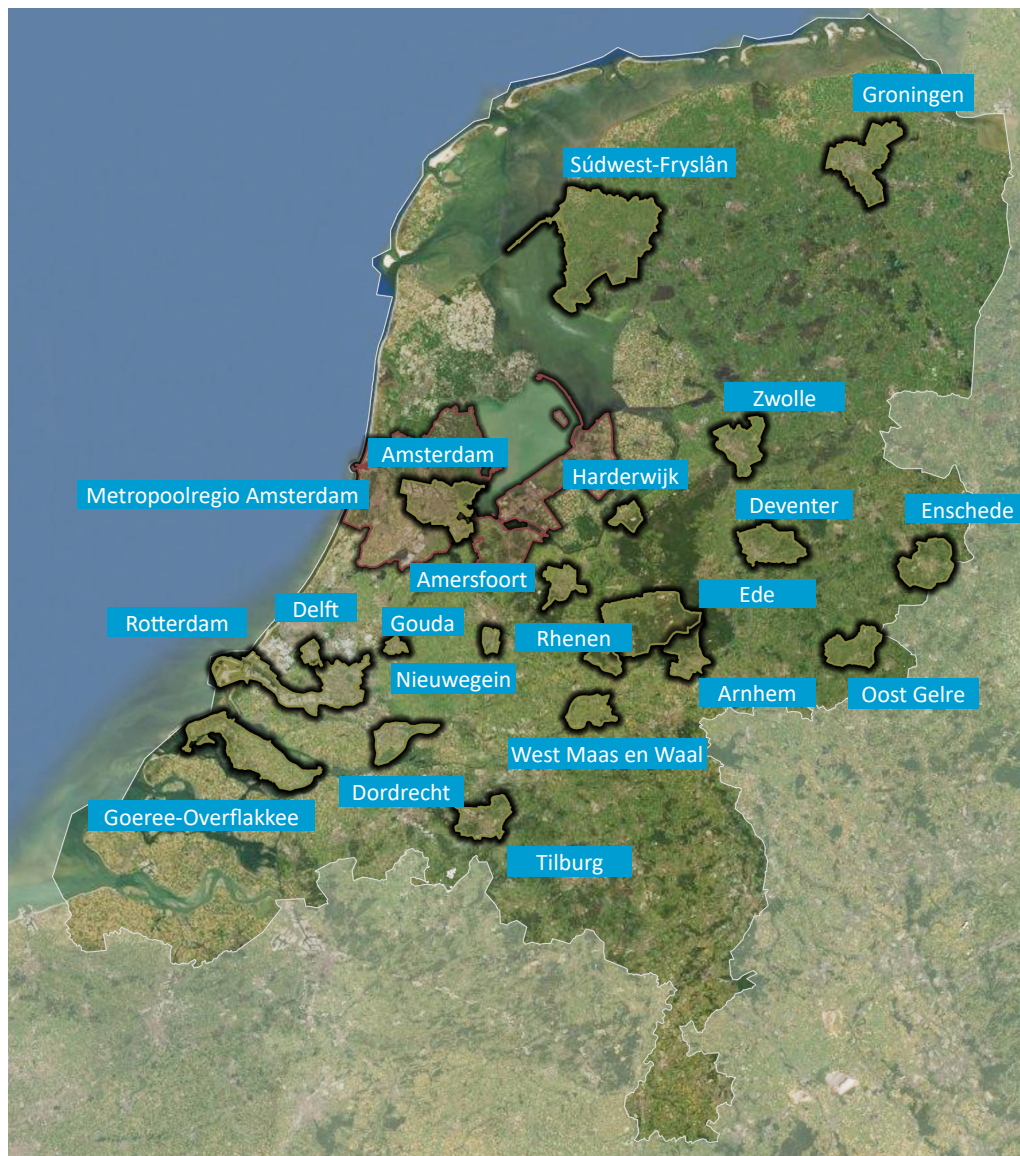 Groningen
Súdwest-Fryslân
Zwolle
Amsterdam
Harderwijk
Metropoolregio Amsterdam
Deventer
Enschede
Amersfoort
Ede
Delft
Rotterdam
Gouda
Rhenen
Nieuwegein
Arnhem
Oost Gelre
West Maas en Waal
Dordrecht
Goeree-Overflakkee
Tilburg